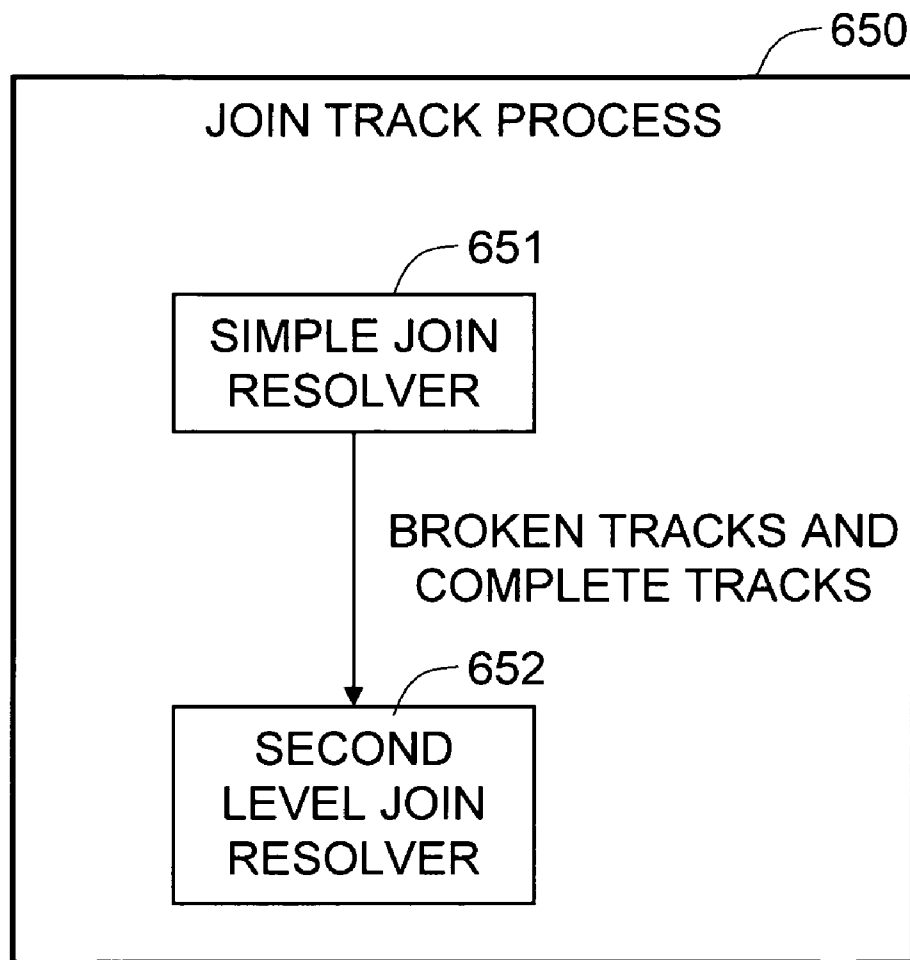 650
JOIN TRACK PROCESS
651
SIMPLE JOIN
RESOLVER
BROKEN TRACKS AND
COMPLETE TRACKS
652
SECOND
LEVEL JOIN
RESOLVER